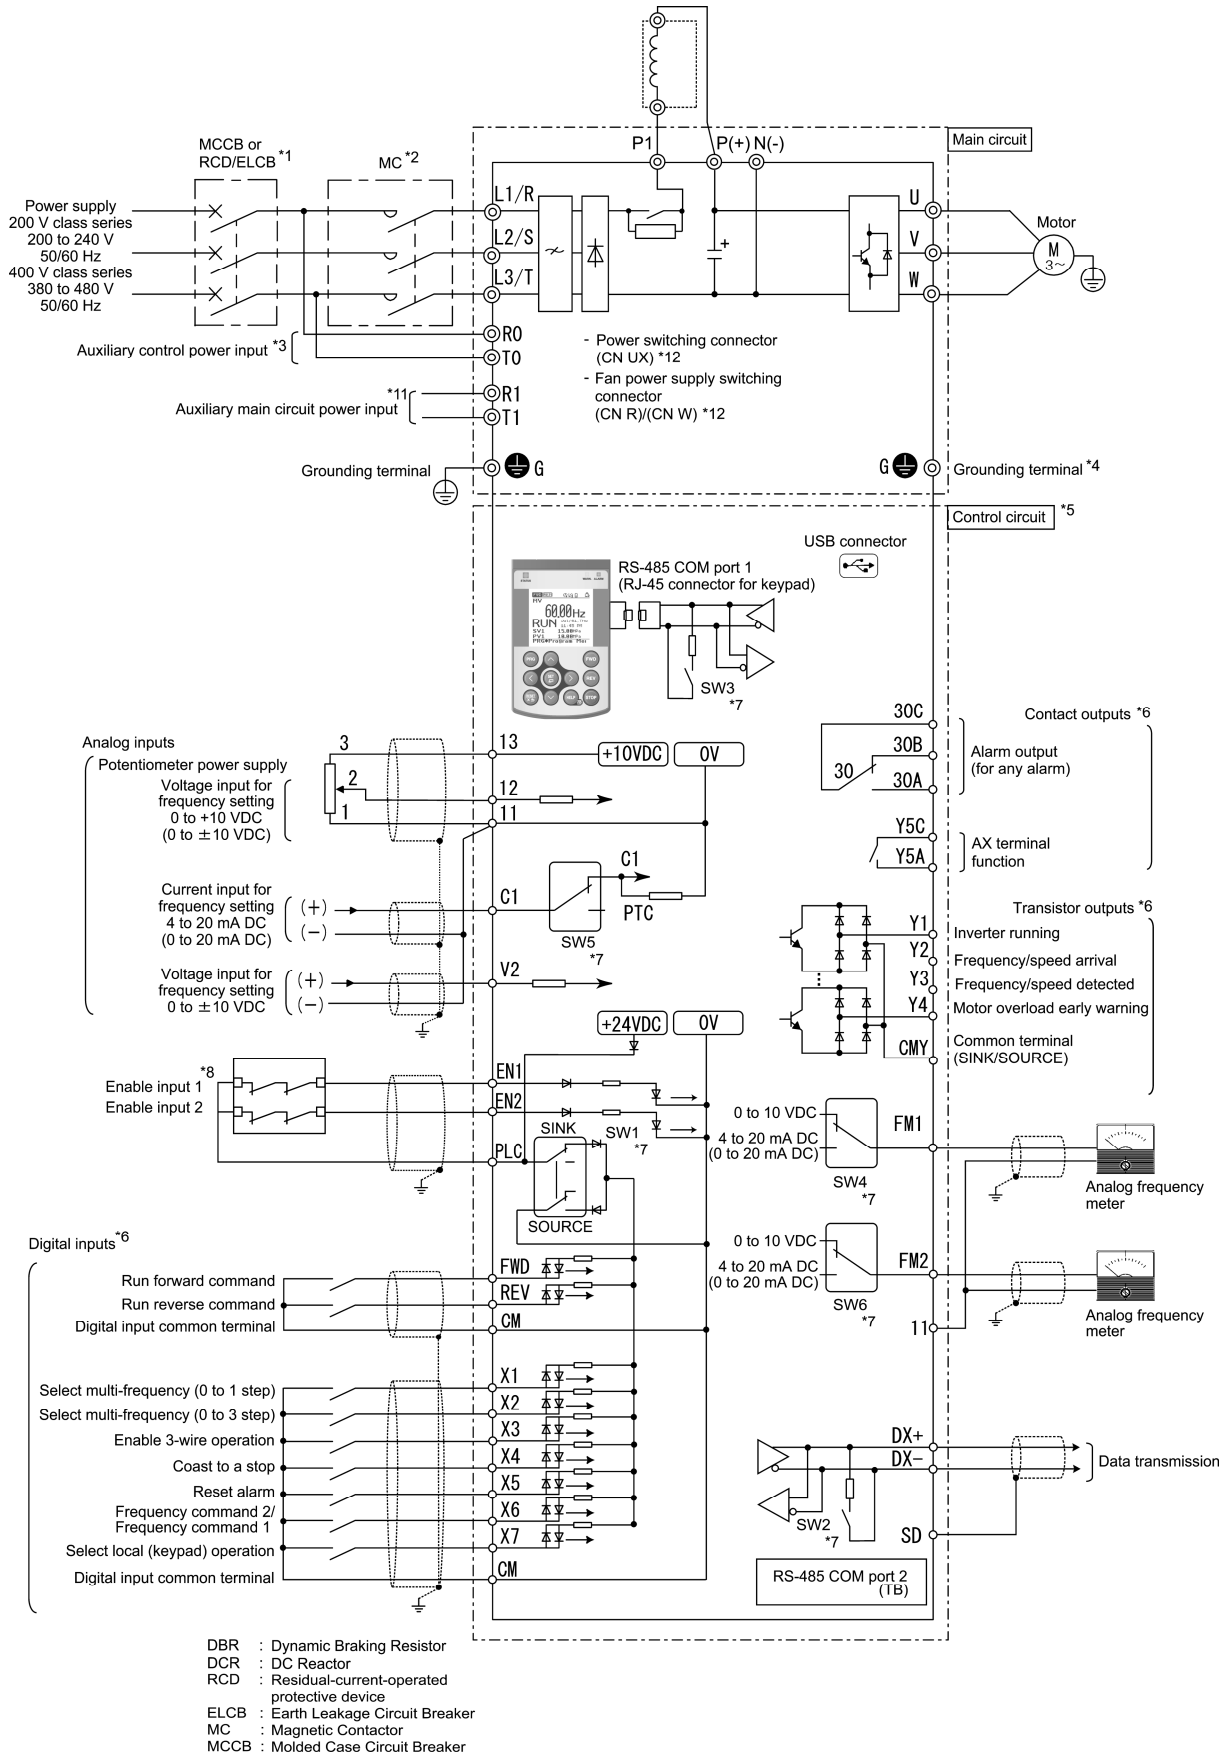 P1
P(+) N(-)
Main circuit
MCCB or
RCD/ELCB *1
MC *2
Power supply
200 V class series
200 to 240 V
50/60 Hz
400 V class series
380 to 480 V
50/60 Hz
L1/R
L2/S
L3/T
+
U
V
W
Motor
M
3~
Auxiliary control power input *3
R0
T0
*11
Auxiliary main circuit power input
R1
T1
- Power switching connector
(CN UX) *12
- Fan power supply switching
connector
(CN R)/(CN W) *12
Grounding terminal
G
G
Grounding terminal *4
Control circuit *5
USB connector
RS-485 COM port 1
(RJ-45 connector for keypad)
60.00Hz
RUN
SV1
PV1
PRG
FWD
REV
HELP
STOP
SW3
*7
Analog inputs
Potentiometer power supply
Voltage input for
frequency setting
0 to +10 VDC
(0 to ±10 VDC)
3
2
1
13
12
11
+10VDC
0V
Current input for
frequency setting
4 to 20 mA DC
(0 to 20 mA DC)
(+)
(-)
C1
C1
PTC
SW5
*7
Voltage input for
frequency setting
0 to ±10 VDC
(+)
(-)
V2
+24VDC
0V
Contact outputs *6
30C
30B
30
30A
Alarm output
(for any alarm)
Y5C
Y5A
AX terminal
function
Transistor outputs *6
Y1
Inverter running
Y2
Frequency/speed arrival
Y3
Frequency/speed detected
Y4
Motor overload early warning
CMY
Common terminal
(SINK/SOURCE)
*8
Enable input 1
Enable input 2
EN1
EN2
PLC
SINK
SW1
*7
SOURCE
0 to 10 VDC
4 to 20 mA DC
(0 to 20 mA DC)
FM1
SW4
*7
Analog frequency
meter
0 to 10 VDC
4 to 20 mA DC
(0 to 20 mA DC)
FM2
SW6
*7
11
Analog frequency
meter
Digital inputs *6
Run forward command
FWD
Run reverse command
REV
Digital input common terminal
CM
Select multi-frequency (0 to 1 step)
X1
Select multi-frequency (0 to 3 step)
X2
Enable 3-wire operation
X3
Coast to a stop
X4
Reset alarm
X5
Frequency command 2/
Frequency command 1
X6
Select local (keypad) operation
X7
Digital input common terminal
CM
DX+
DX-
Data transmission
SW2
*7
SD
RS-485 COM port 2
(TB)
DBR : Dynamic Braking Resistor
DCR : DC Reactor
RCD : Residual-current-operated
protective device
ELCB : Earth Leakage Circuit Breaker
MC : Magnetic Contactor
MCCB : Molded Case Circuit Breaker